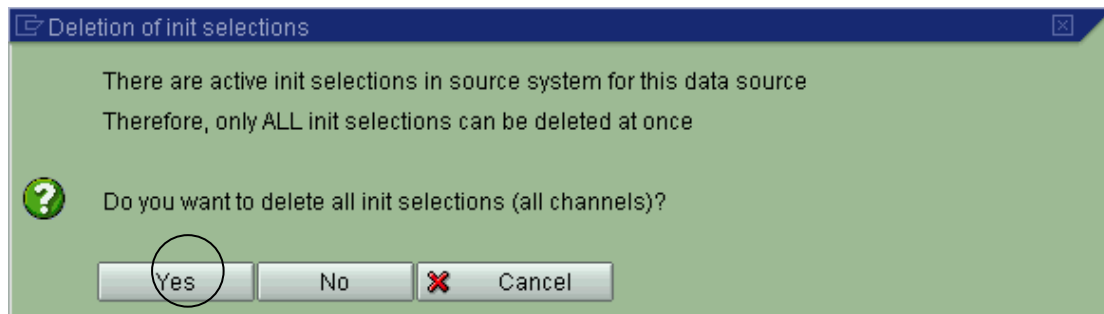 Deletion of init selections
There are active init selections in source system for this data source
Therefore, only ALL init selections can be deleted at once
Do you want to delete all init selections (all channels)?
Yes No Cancel